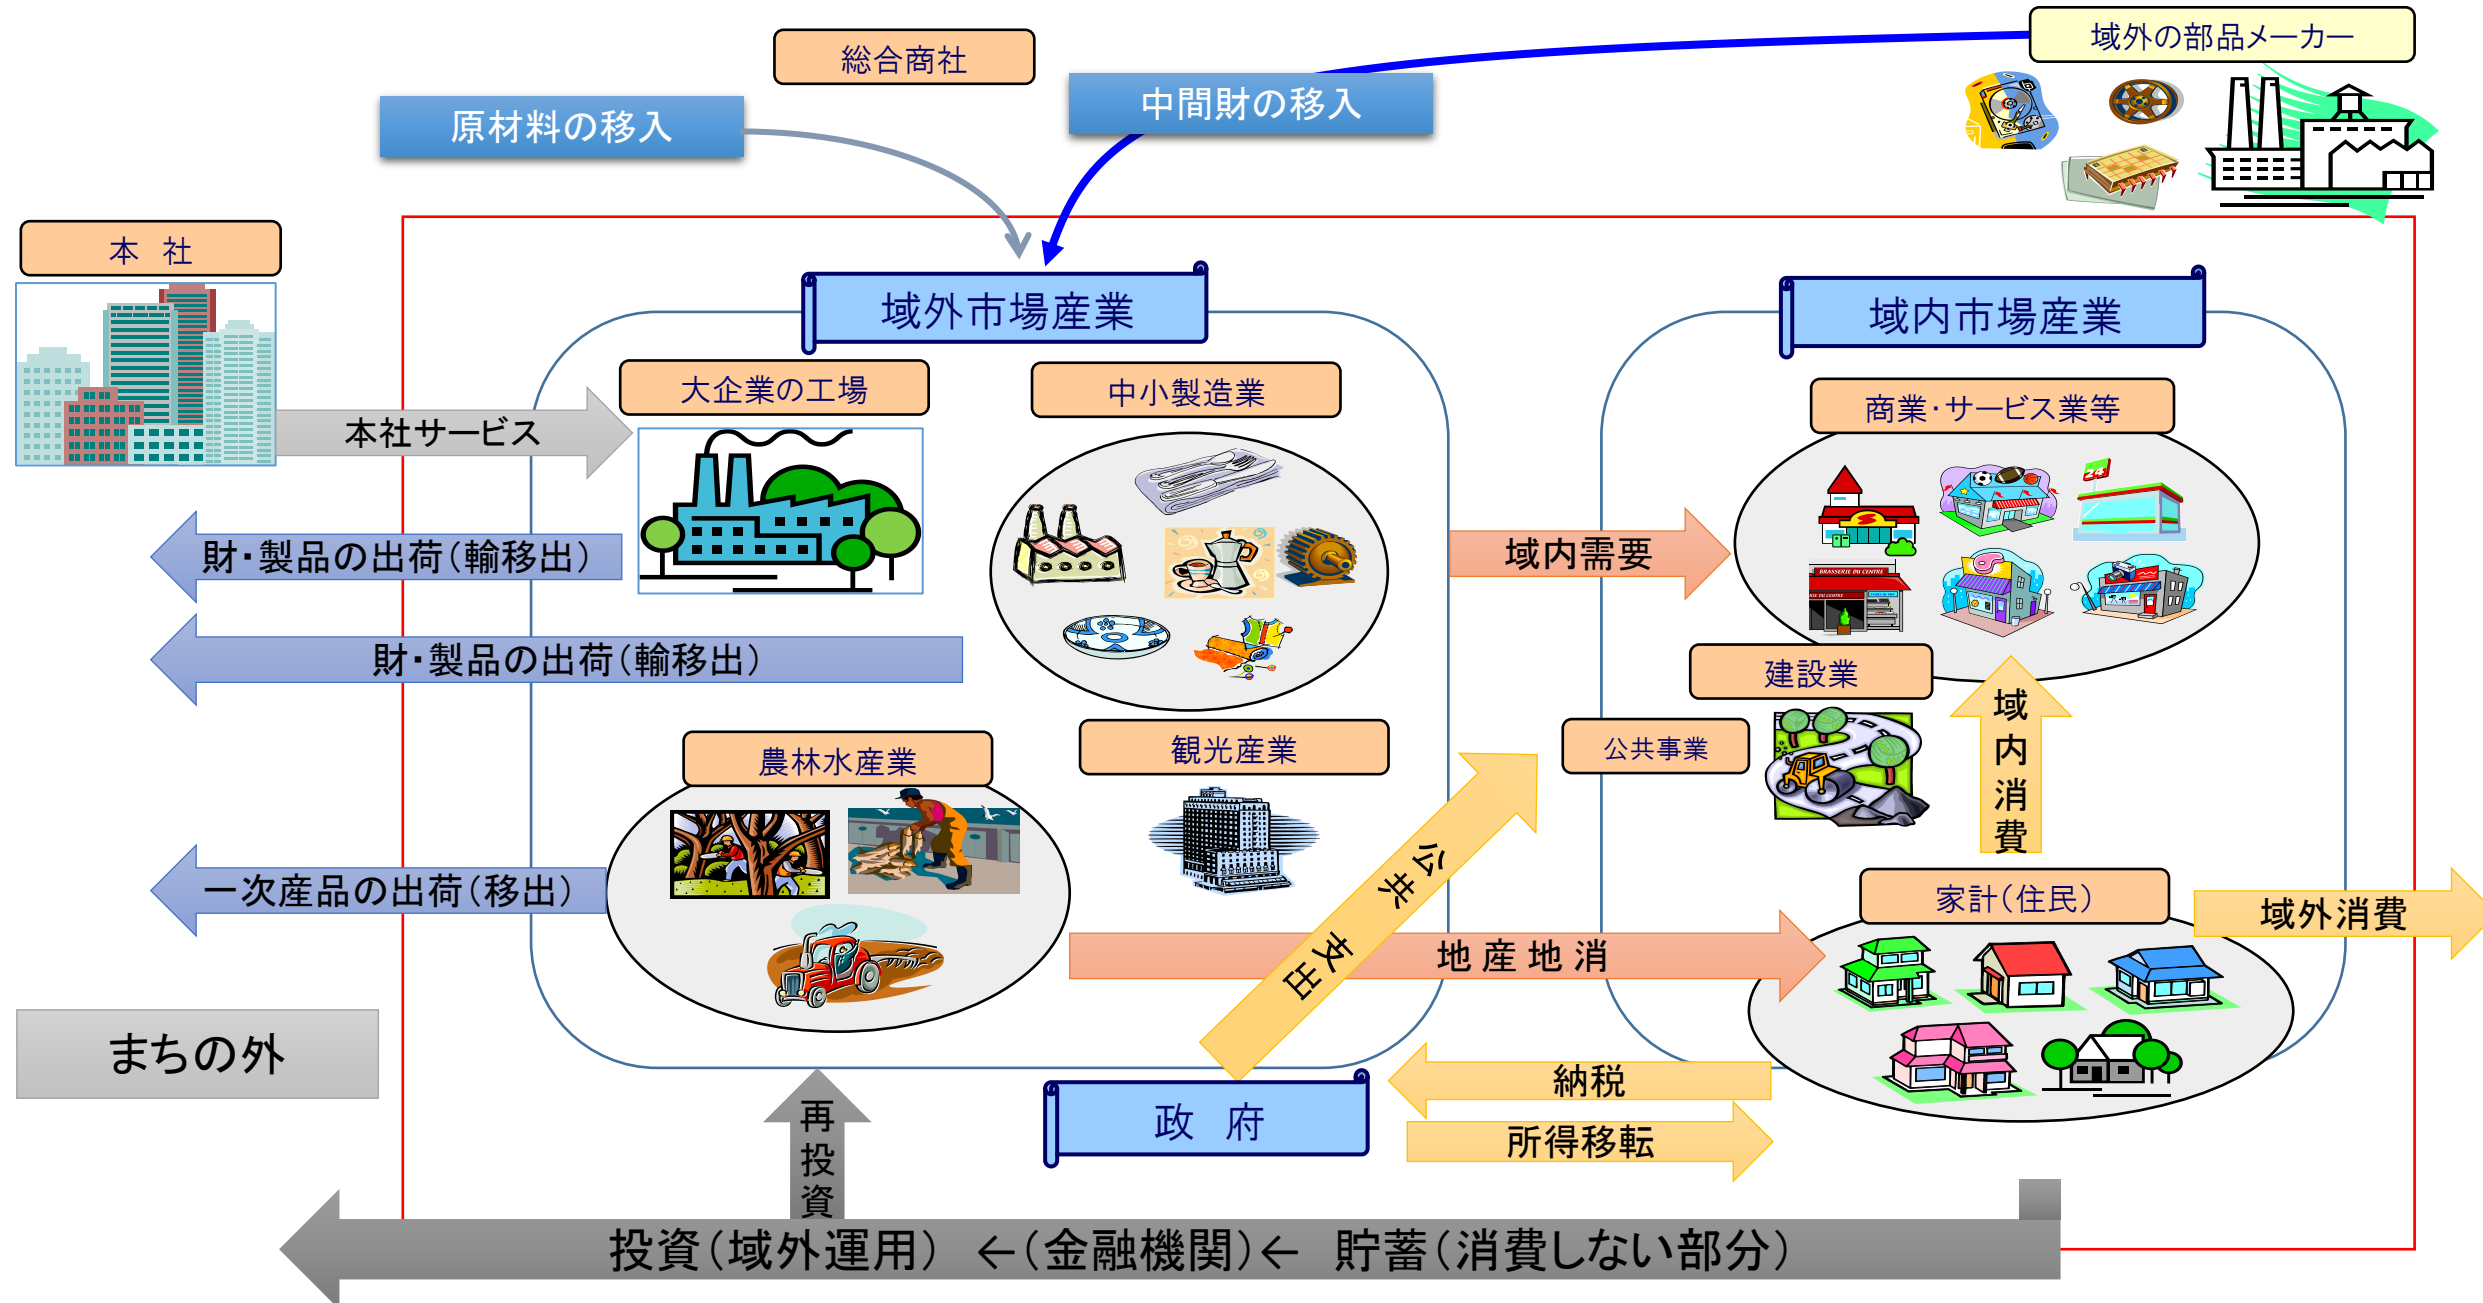 総合商社
域外の部品メーカー
原材料の移入
中間財の移入
本　社
域外市場産業
域内市場産業
大企業の工場
中小製造業
商業・サービス業等
本社サービス
24
財・製品の出荷（輸移出）
域内需要
BRASSERIE DU CENTRE
財・製品の出荷（輸移出）
建設業
域内消費
農林水産業
観光産業
公共事業
公共支出
一次産品の出荷（移出）
家計（住民）
域外消費
地産地消
まちの外
納税
再投資
政　府
所得移転
投資（域外運用）　←（金融機関）←　貯蓄（消費しない部分）